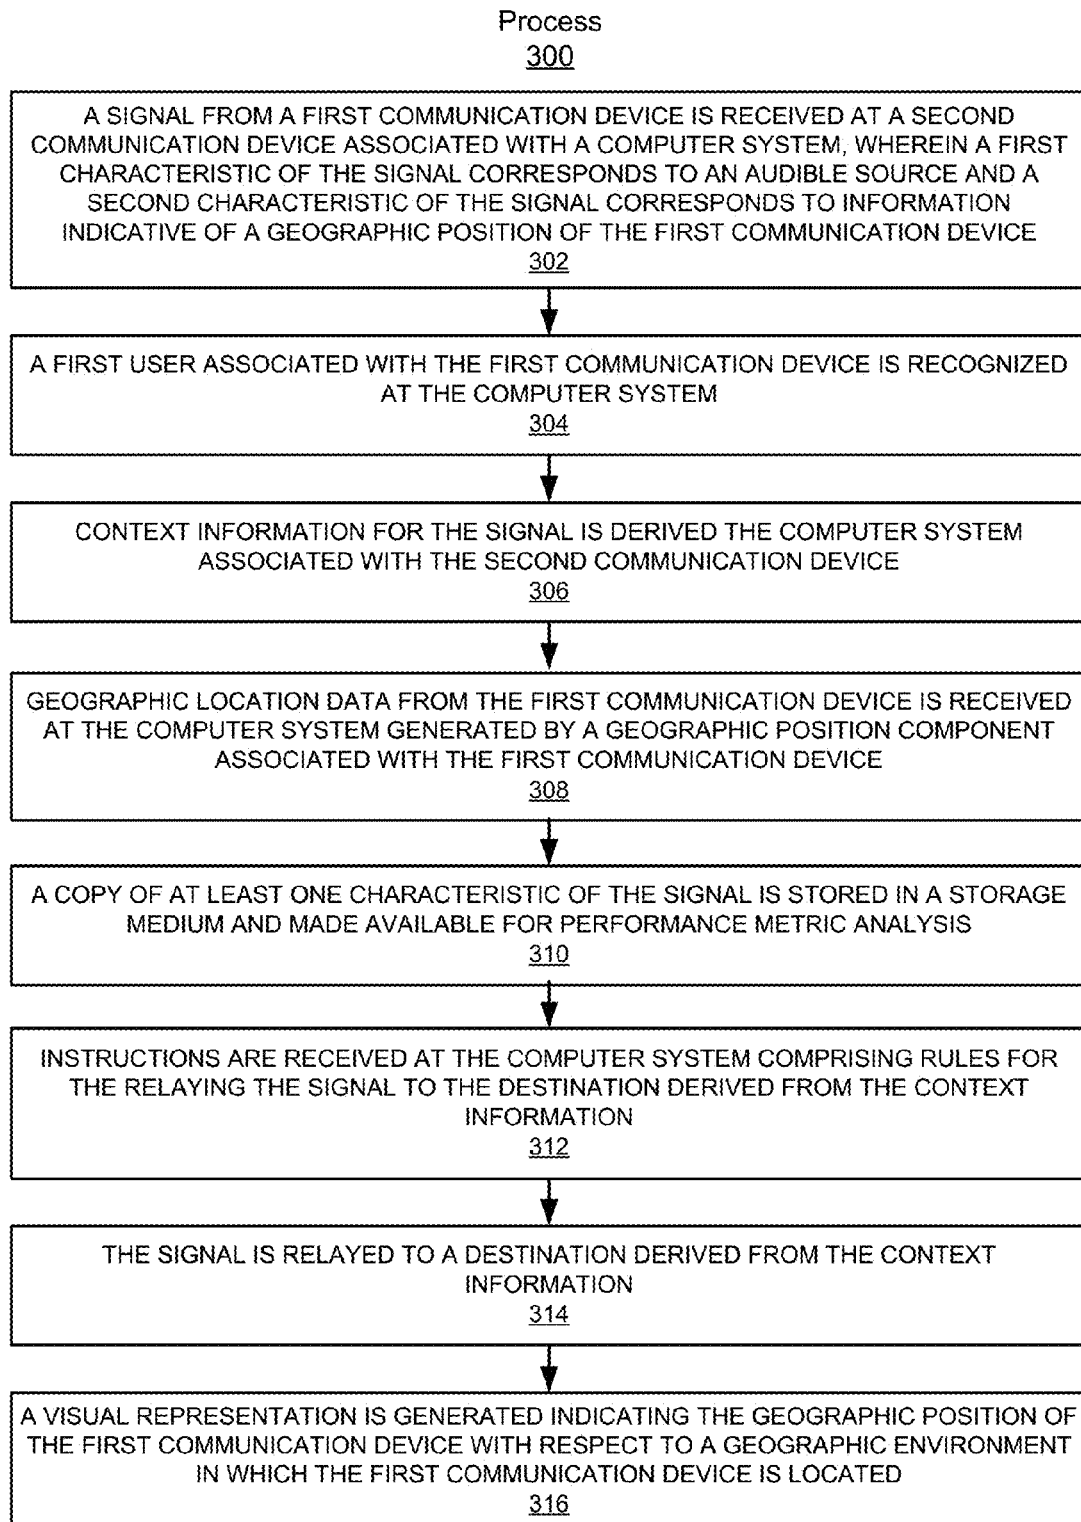 Process
300
A SIGNAL FROM A FIRST COMMUNICATION DEVICE IS RECEIVED AT A SECOND
COMMUNICATION DEVICE ASSOCIATED WITH A COMPUTER SYSTEM, WHEREIN A FIRST
CHARACTERISTIC OF THE SIGNAL CORRESPONDS TO AN AUDIBLE SOURCE AND A
SECOND CHARACTERISTIC OF THE SIGNAL CORRESPONDS TO INFORMATION
INDICATIVE OF A GEOGRAPHIC POSITION OF THE FIRST COMMUNICATION DEVICE
302
A FIRST USER ASSOCIATED WITH THE FIRST COMMUNICATION DEVICE IS RECOGNIZED
AT THE COMPUTER SYSTEM
304
CONTEXT INFORMATION FOR THE SIGNAL IS DERIVED THE COMPUTER SYSTEM
ASSOCIATED WITH THE SECOND COMMUNICATION DEVICE
306
GEOGRAPHIC LOCATION DATA FROM THE FIRST COMMUNICATION DEVICE IS RECEIVED
AT THE COMPUTER SYSTEM GENERATED BY A GEOGRAPHIC POSITION COMPONENT
ASSOCIATED WITH THE FIRST COMMUNICATION DEVICE
308
A COPY OF AT LEAST ONE CHARACTERISTIC OF THE SIGNAL IS STORED IN A STORAGE
MEDIUM AND MADE AVAILABLE FOR PERFORMANCE METRIC ANALYSIS
310
INSTRUCTIONS ARE RECEIVED AT THE COMPUTER SYSTEM COMPRISING RULES FOR
THE RELAYING THE SIGNAL TO THE DESTINATION DERIVED FROM THE CONTEXT
INFORMATION
312
THE SIGNAL IS RELAYED TO A DESTINATION DERIVED FROM THE CONTEXT
INFORMATION
314
A VISUAL REPRESENTATION IS GENERATED INDICATING THE GEOGRAPHIC POSITION OF
THE FIRST COMMUNICATION DEVICE WITH RESPECT TO A GEOGRAPHIC ENVIRONMENT
IN WHICH THE FIRST COMMUNICATION DEVICE IS LOCATED
316